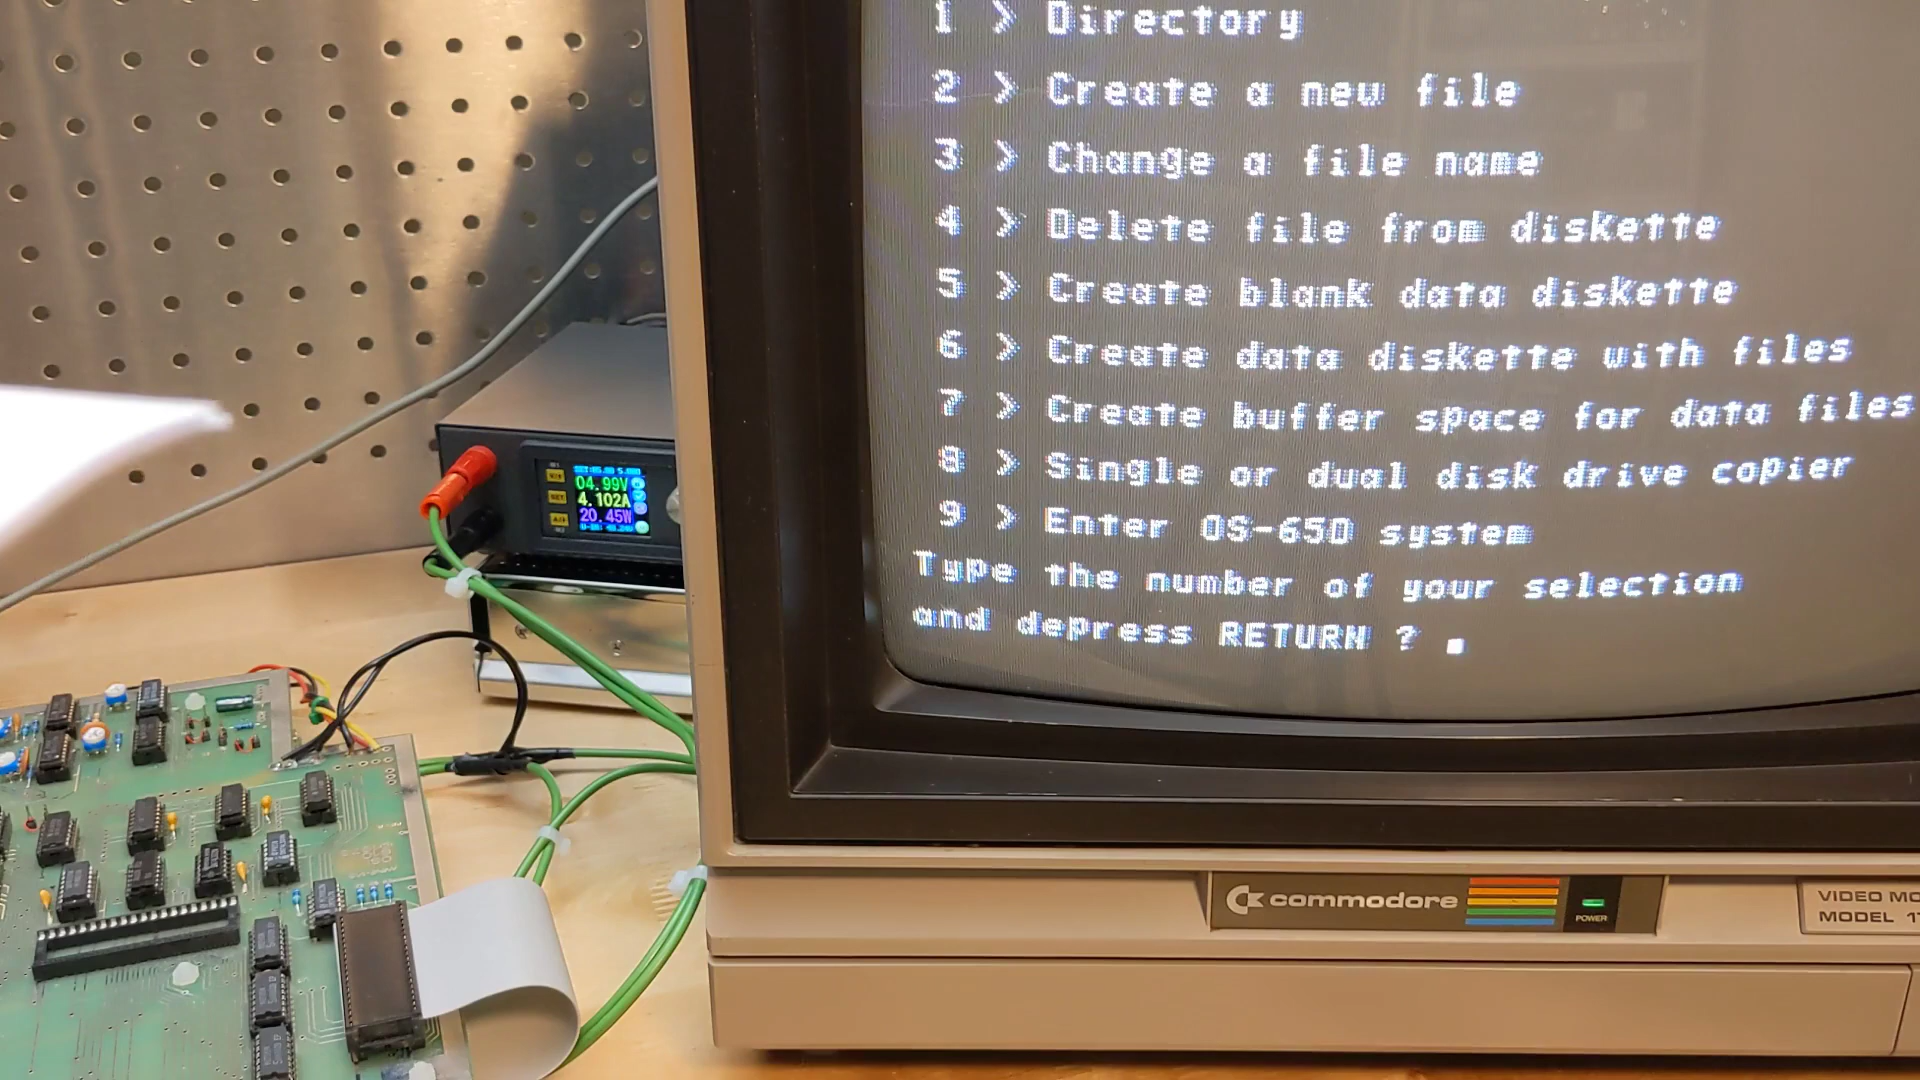 1 > Directory
2 > Create a new file
3 > Change a file name
4 > Delete file from diskette
5 > Create blank data diskette
6 > Create data diskette with files
7 > Create buffer space for data files
8 > Single or dual disk drive copier
9 > Enter OS-65D system
Type the number of your selection
and depress RETURN ?
04.99V
4.102A
20.45W
commodore
POWER
VIDEO MO
MODEL 1